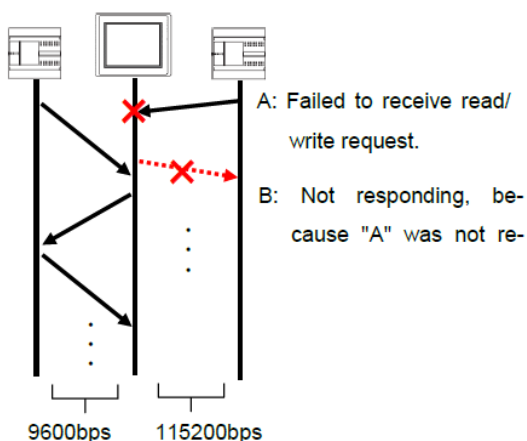 A: Failed to receive read/
write request.
B: Not responding, be-
cause "A" was not re-
9600bps
115200bps